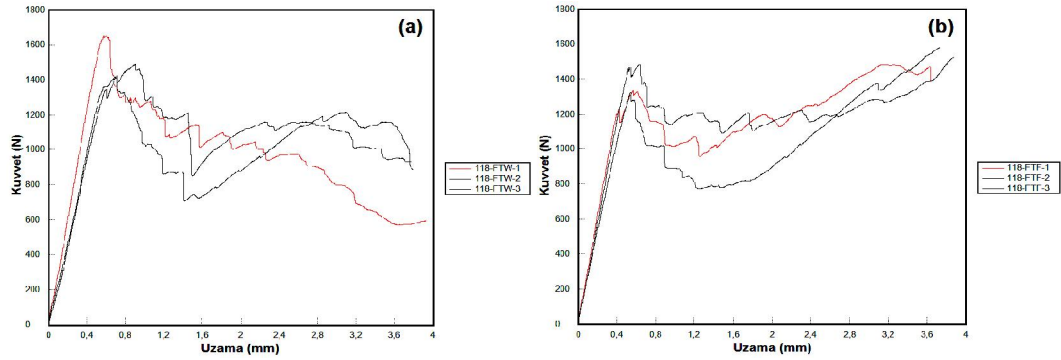 (a)
Kuvvet (N)
1800
1600
1400
1200
1000
800
600
400
200
0
0 0,4 0,8 1,2 1,6 2 2,4 2,8 3,2 3,6 4
Uzama (mm)
118-FTW-1
118-FTW-2
118-FTW-3
(b)
Kuvvet (N)
1800
1600
1400
1200
1000
800
600
400
200
0
0 0,4 0,8 1,2 1,6 2 2,4 2,8 3,2 3,6 4
Uzama (mm)
118-FTF-1
118-FTF-2
118-FTF-3